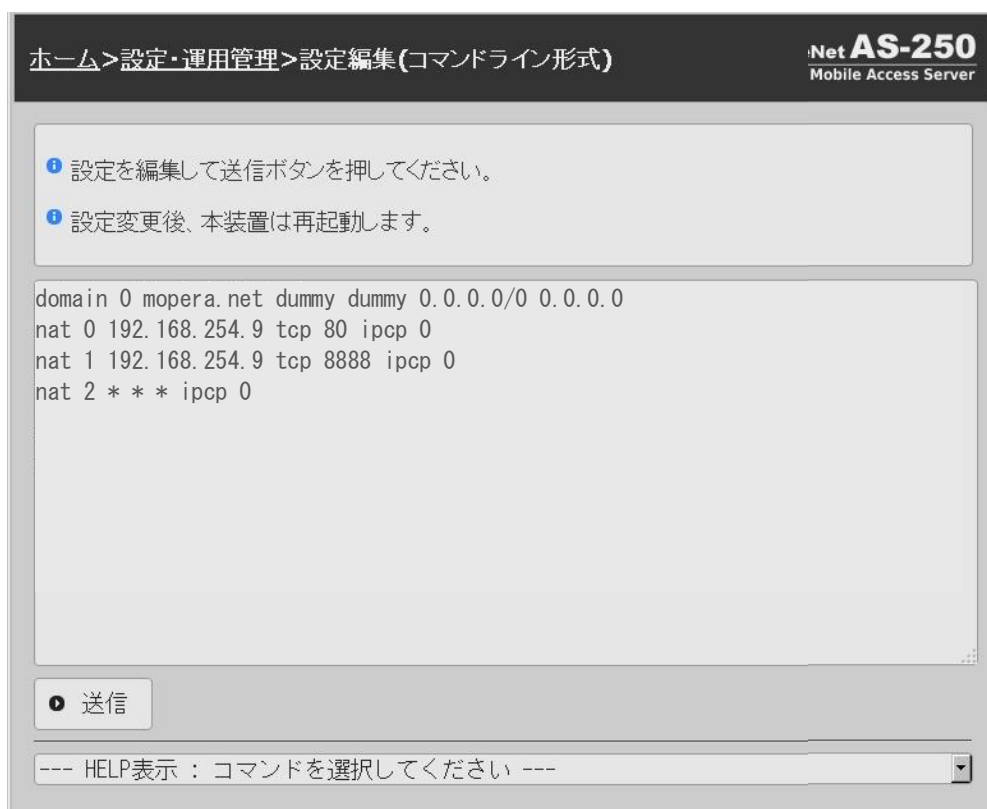 ホーム>設定・運用管理>設定編集(コマンドライン形式)
Net AS-250
Mobile Access Server
設定を編集して送信ボタンを押してください。
設定変更後、本装置は再起動します。
domain 0 mopera.net dummy dummy 0.0.0.0/0 0.0.0.0
nat 0 192.168.254.9 tcp 80 ipcp 0
nat 1 192.168.254.9 tcp 8888 ipcp 0
nat 2 * * * ipcp 0
送信
--- HELP表示 : コマンドを選択してください ---